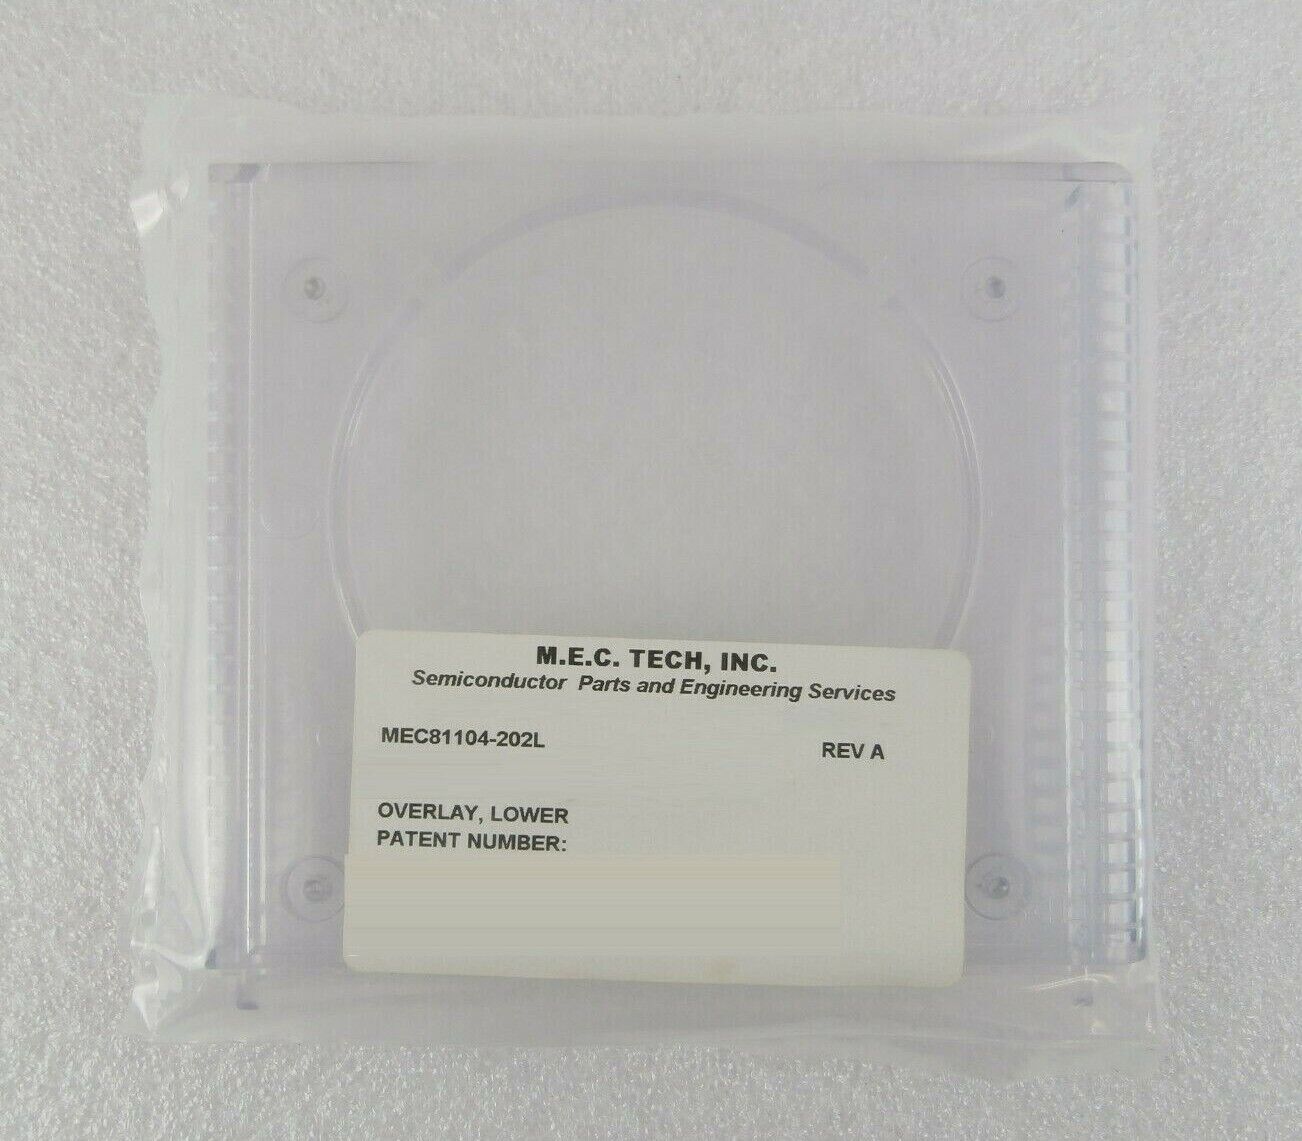 M.E.C. TECH, INC.
Semiconductor Parts and Engineering Services
MEC81104-202L REV A
OVERLAY, LOWER
PATENT NUMBER: